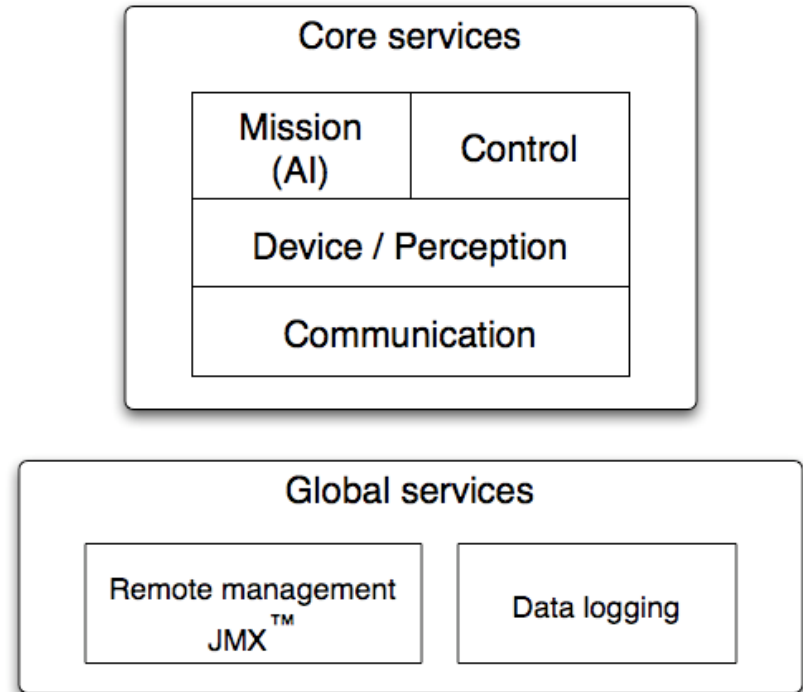 Core services
Mission
(AI)
Control
Device / Perception
Communication
Global services
Remote management
JMX™
Data logging